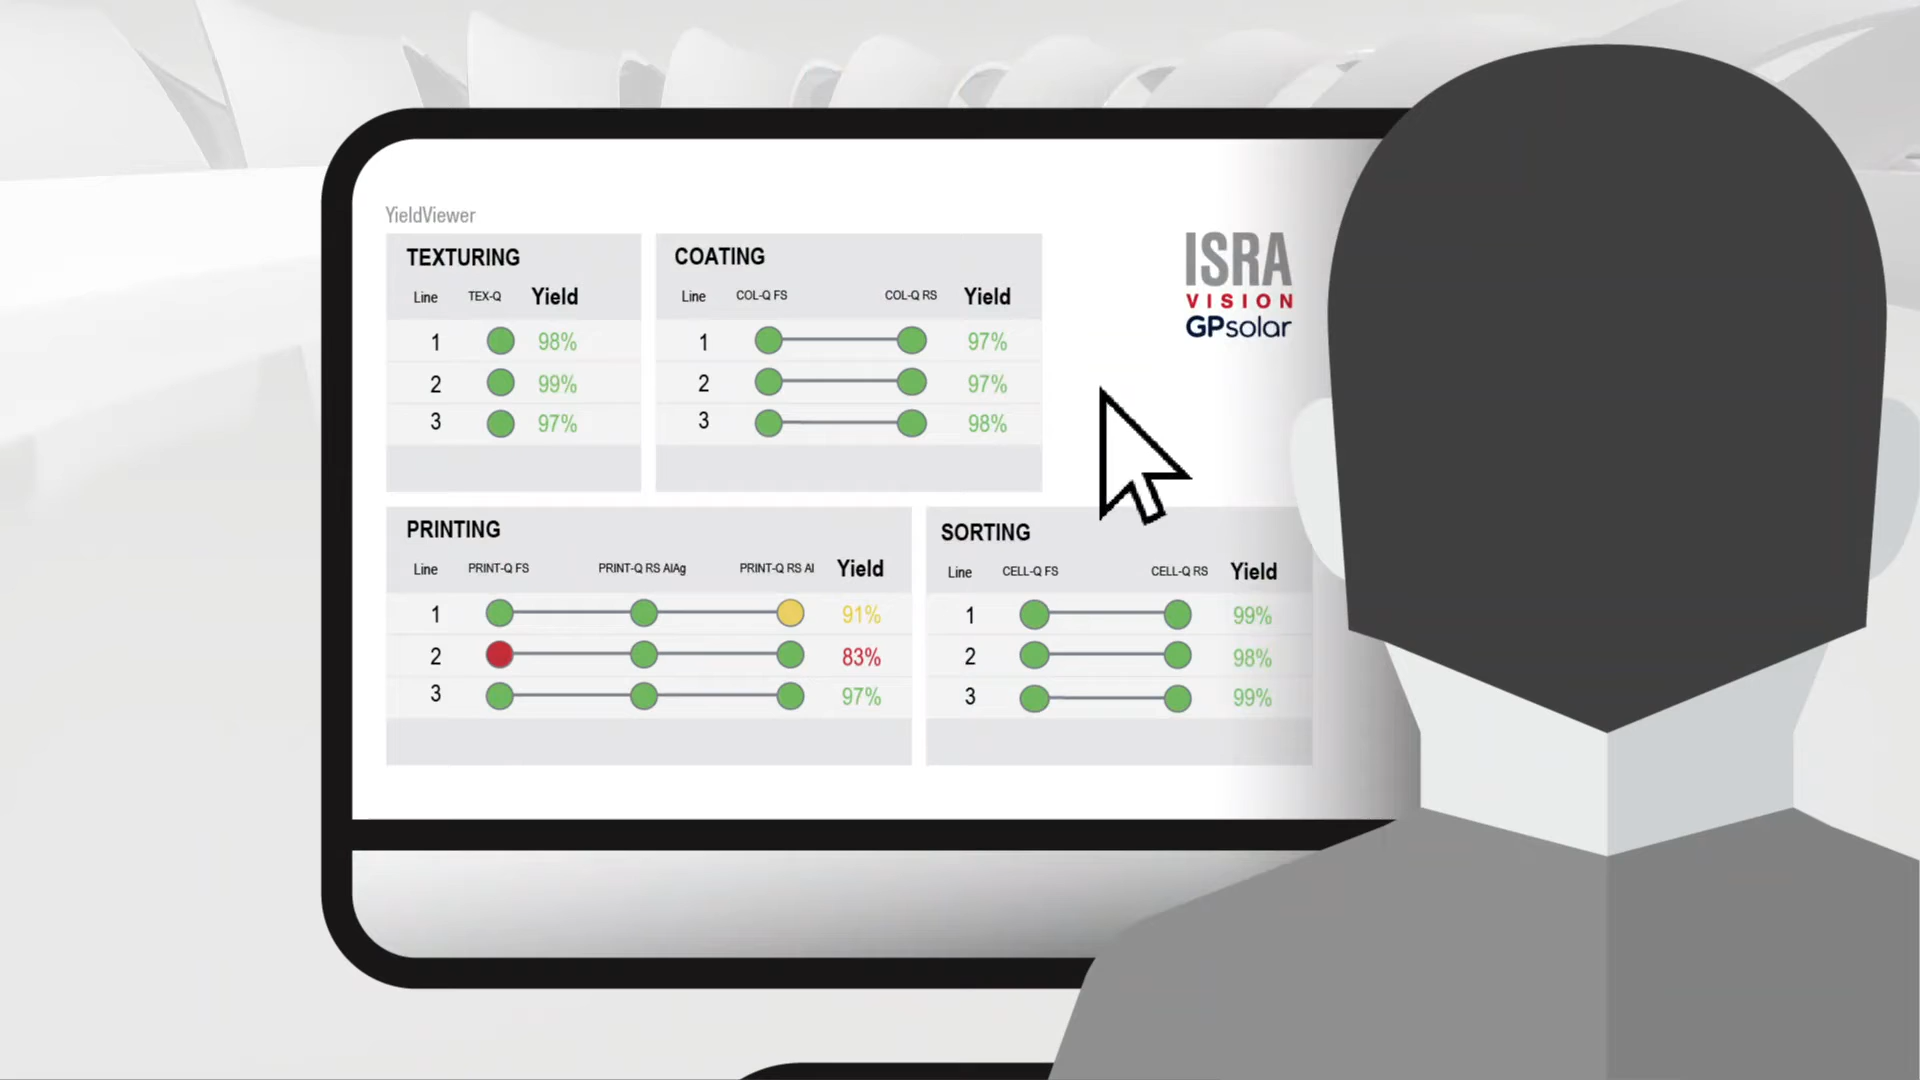 YieldViewer
TEXTURING
Line TEX-Q Yield
1 98%
2 99%
3 97%
COATING
Line COL-Q FS COL-Q RS Yield
1 97%
2 97%
3 98%
ISRA
VISION
GPsolar
PRINTING
Line PRINT-Q FS PRINT-Q RS AlAg PRINT-Q RS Al Yield
1 91%
2 83%
3 97%
SORTING
Line CELL-Q FS CELL-Q RS Yield
1 99%
2 98%
3 99%